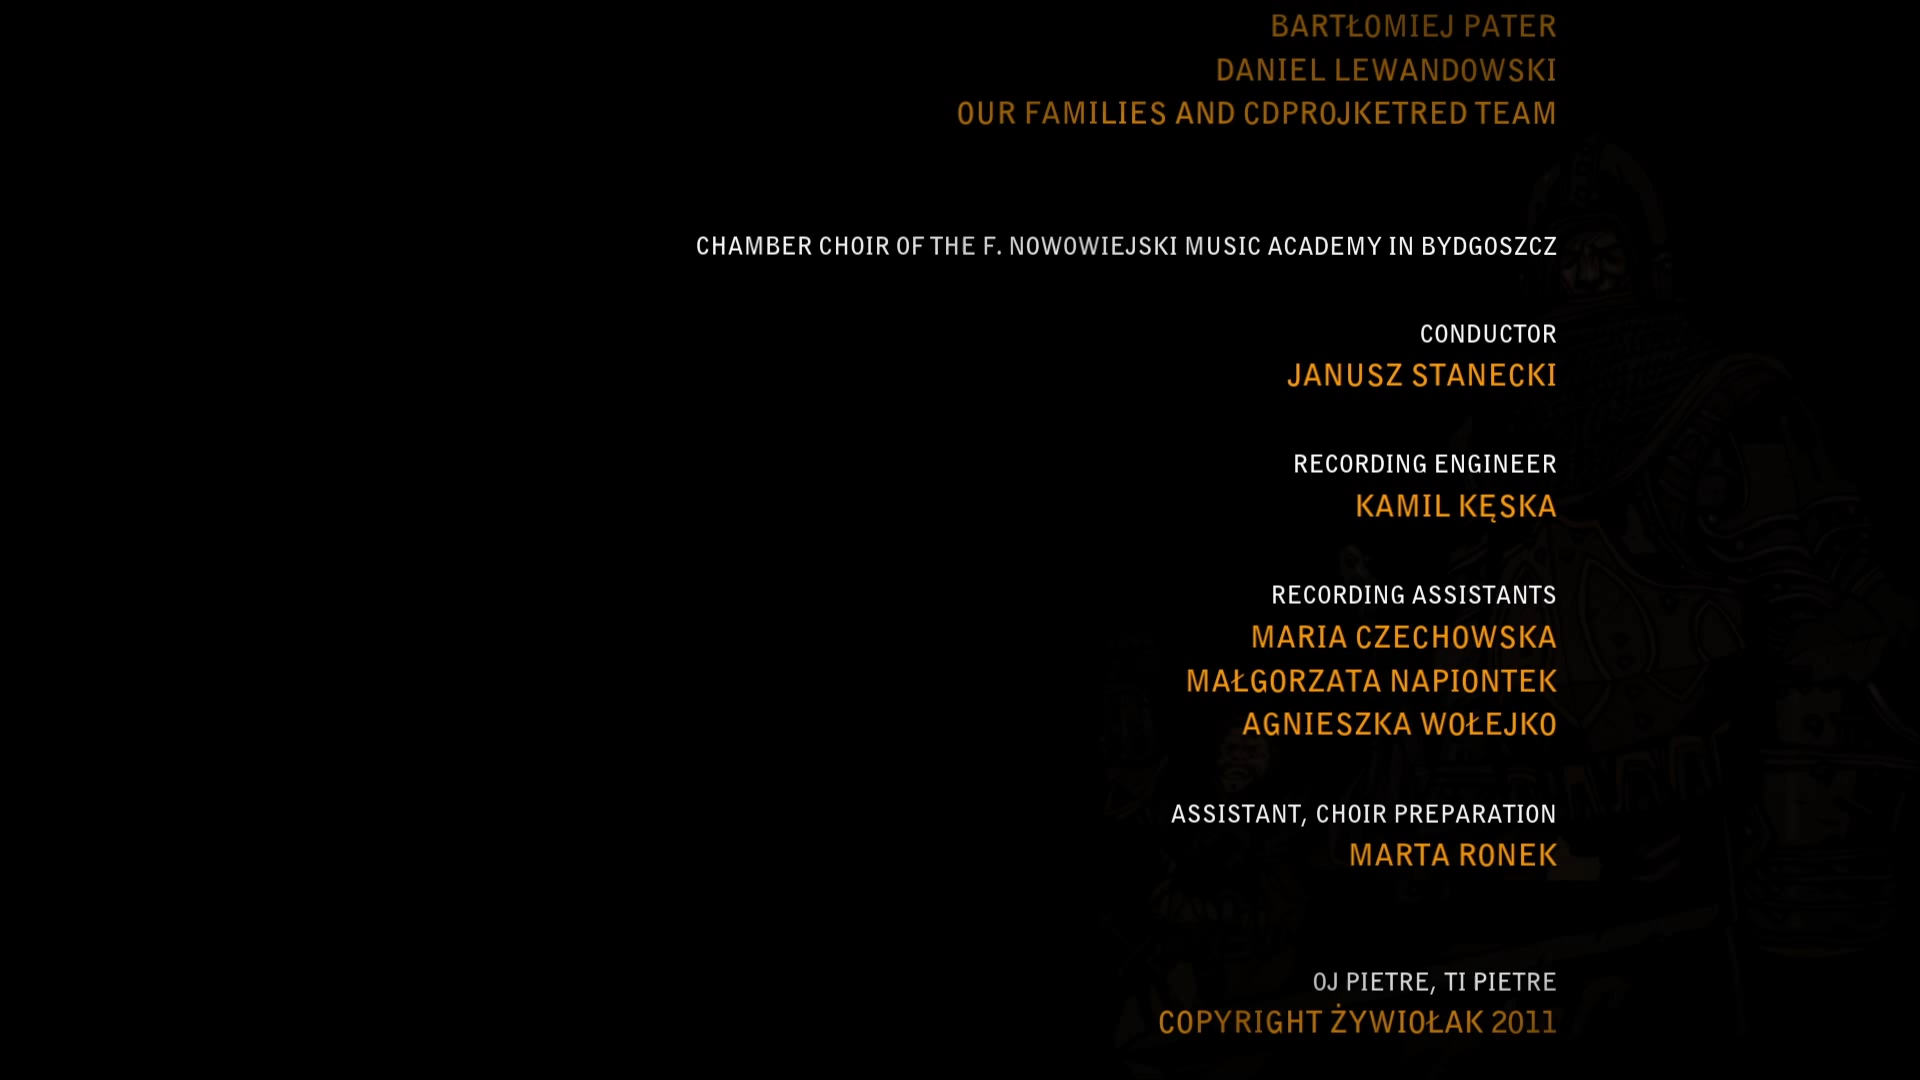 BARTŁOMIEJ PATER
DANIEL LEWANDOWSKI
OUR FAMILIES AND CDPROJKETRED TEAM
CHAMBER CHOIR OF THE F. NOWOWIEJSKI MUSIC ACADEMY IN BYDGOSZCZ
CONDUCTOR
JANUSZ STANECKI
RECORDING ENGINEER
KAMIL KĘSKA
RECORDING ASSISTANTS
MARIA CZECHOWSKA
MAŁGORZATA NAPIONTEK
AGNIESZKA WOŁEJKO
ASSISTANT, CHOIR PREPARATION
MARTA RONEK
OJ PIETRE, TI PIETRE
COPYRIGHT ŻYWIOŁAK 2011